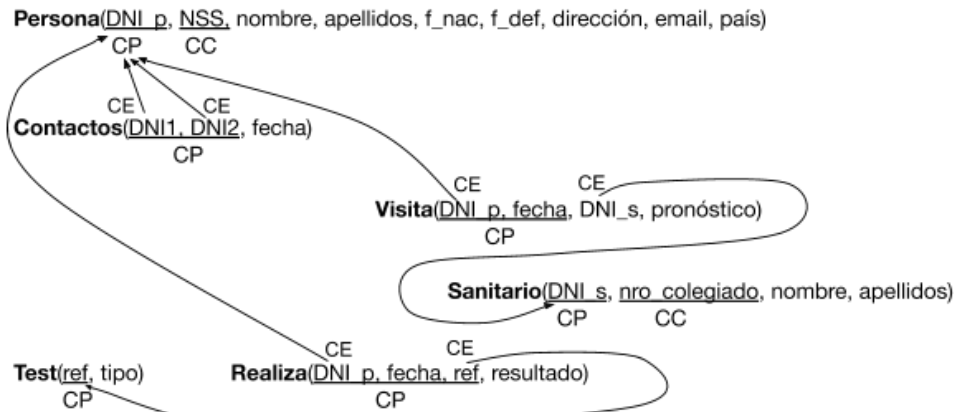 Persona(DNI_p, NSS, nombre, apellidos, f_nac, f_def, dirección, email, país)
CP CC
CE CE
Contactos(DNI1, DNI2, fecha)
CP
CE CE
Visita(DNI_p, fecha, DNI_s, pronóstico)
CP
Sanitario(DNI_s, nro_colegiado, nombre, apellidos)
CP CC
CE CE
Test(ref, tipo) Realiza(DNI_p, fecha, ref, resultado)
CP CP